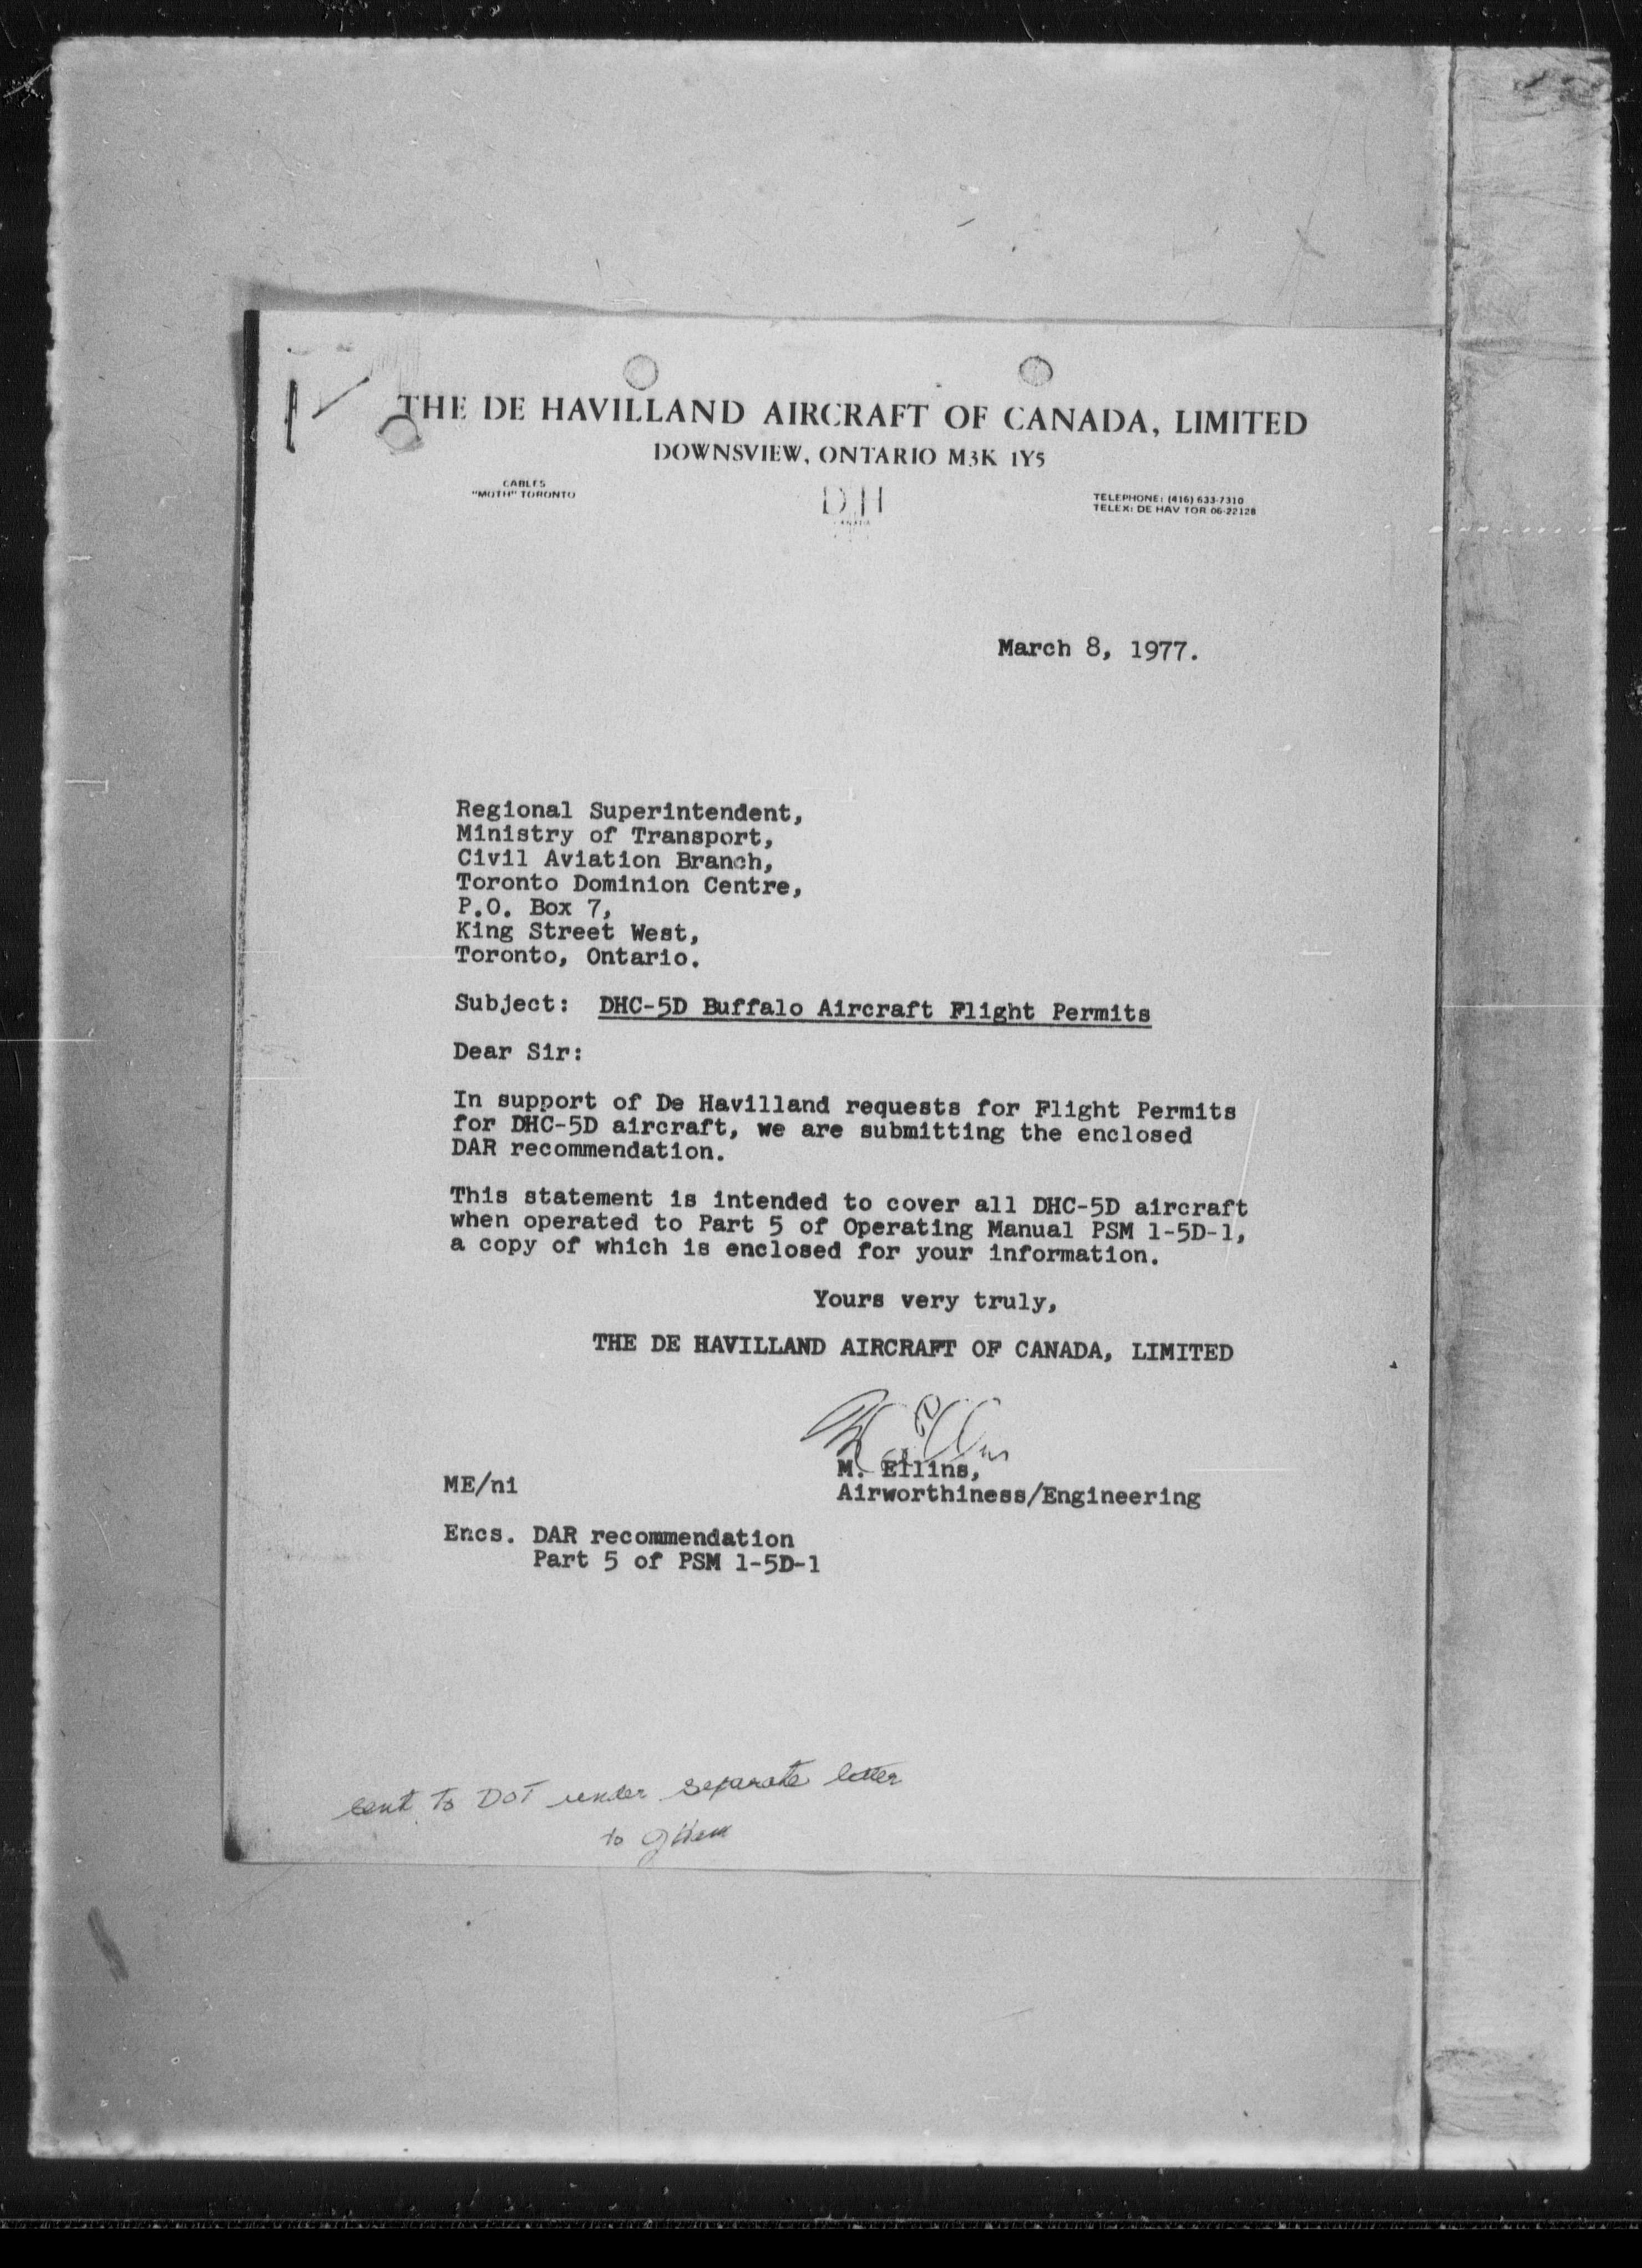 THE DE HAVILLAND AIRCRAFT OF CANADA, LIMITED
DOWNSVIEW, ONTARIO M3K 1Y5
CABLES
"MOTH" TORONTO
DH
CANADA
TELEPHONE: (416) 633-7310
TELEX: DE HAV TOR 06-22128
March 8, 1977.
Regional Superintendent,
Ministry of Transport,
Civil Aviation Branch,
Toronto Dominion Centre,
P.O. Box 7,
King Street West,
Toronto, Ontario.
Subject: DHC-5D Buffalo Aircraft Flight Permits
Dear Sir:
In support of De Havilland requests for Flight Permits
for DHC-5D aircraft, we are submitting the enclosed
DAR recommendation.
This statement is intended to cover all DHC-5D aircraft
when operated to Part 5 of Operating Manual PSM 1-5D-1,
a copy of which is enclosed for your information.
Yours very truly,
THE DE HAVILLAND AIRCRAFT OF CANADA, LIMITED
M. Ellins,
ME/ni
Airworthiness/Engineering
Encs. DAR recommendation
Part 5 of PSM 1-5D-1
sent to DOT under separate letter
to